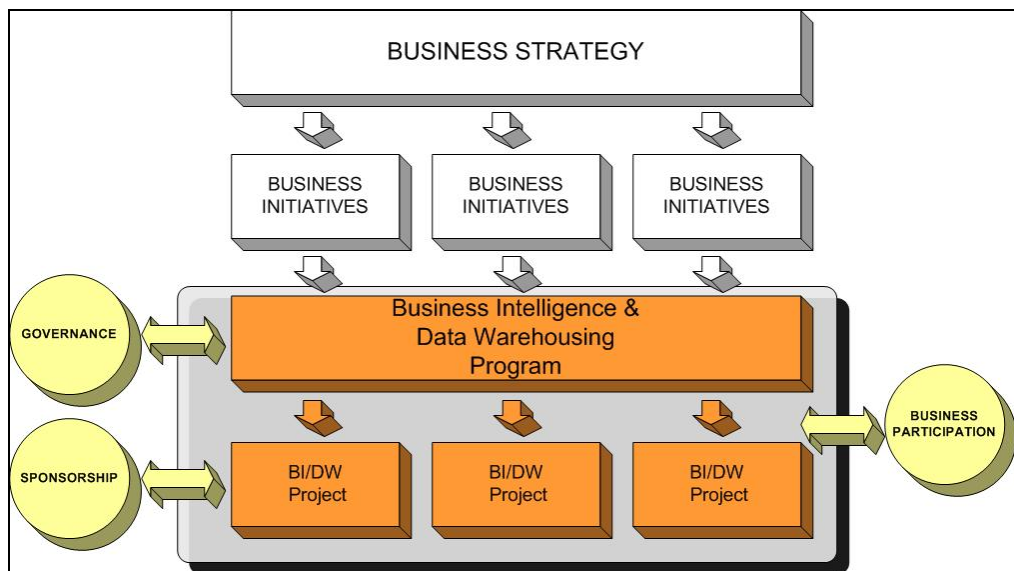 BUSINESS STRATEGY
BUSINESS
INITIATIVES
BUSINESS
INITIATIVES
BUSINESS
INITIATIVES
GOVERNANCE
Business Intelligence &
Data Warehousing
Program
BUSINESS
PARTICIPATION
SPONSORSHIP
BI/DW
Project
BI/DW
Project
BI/DW
Project